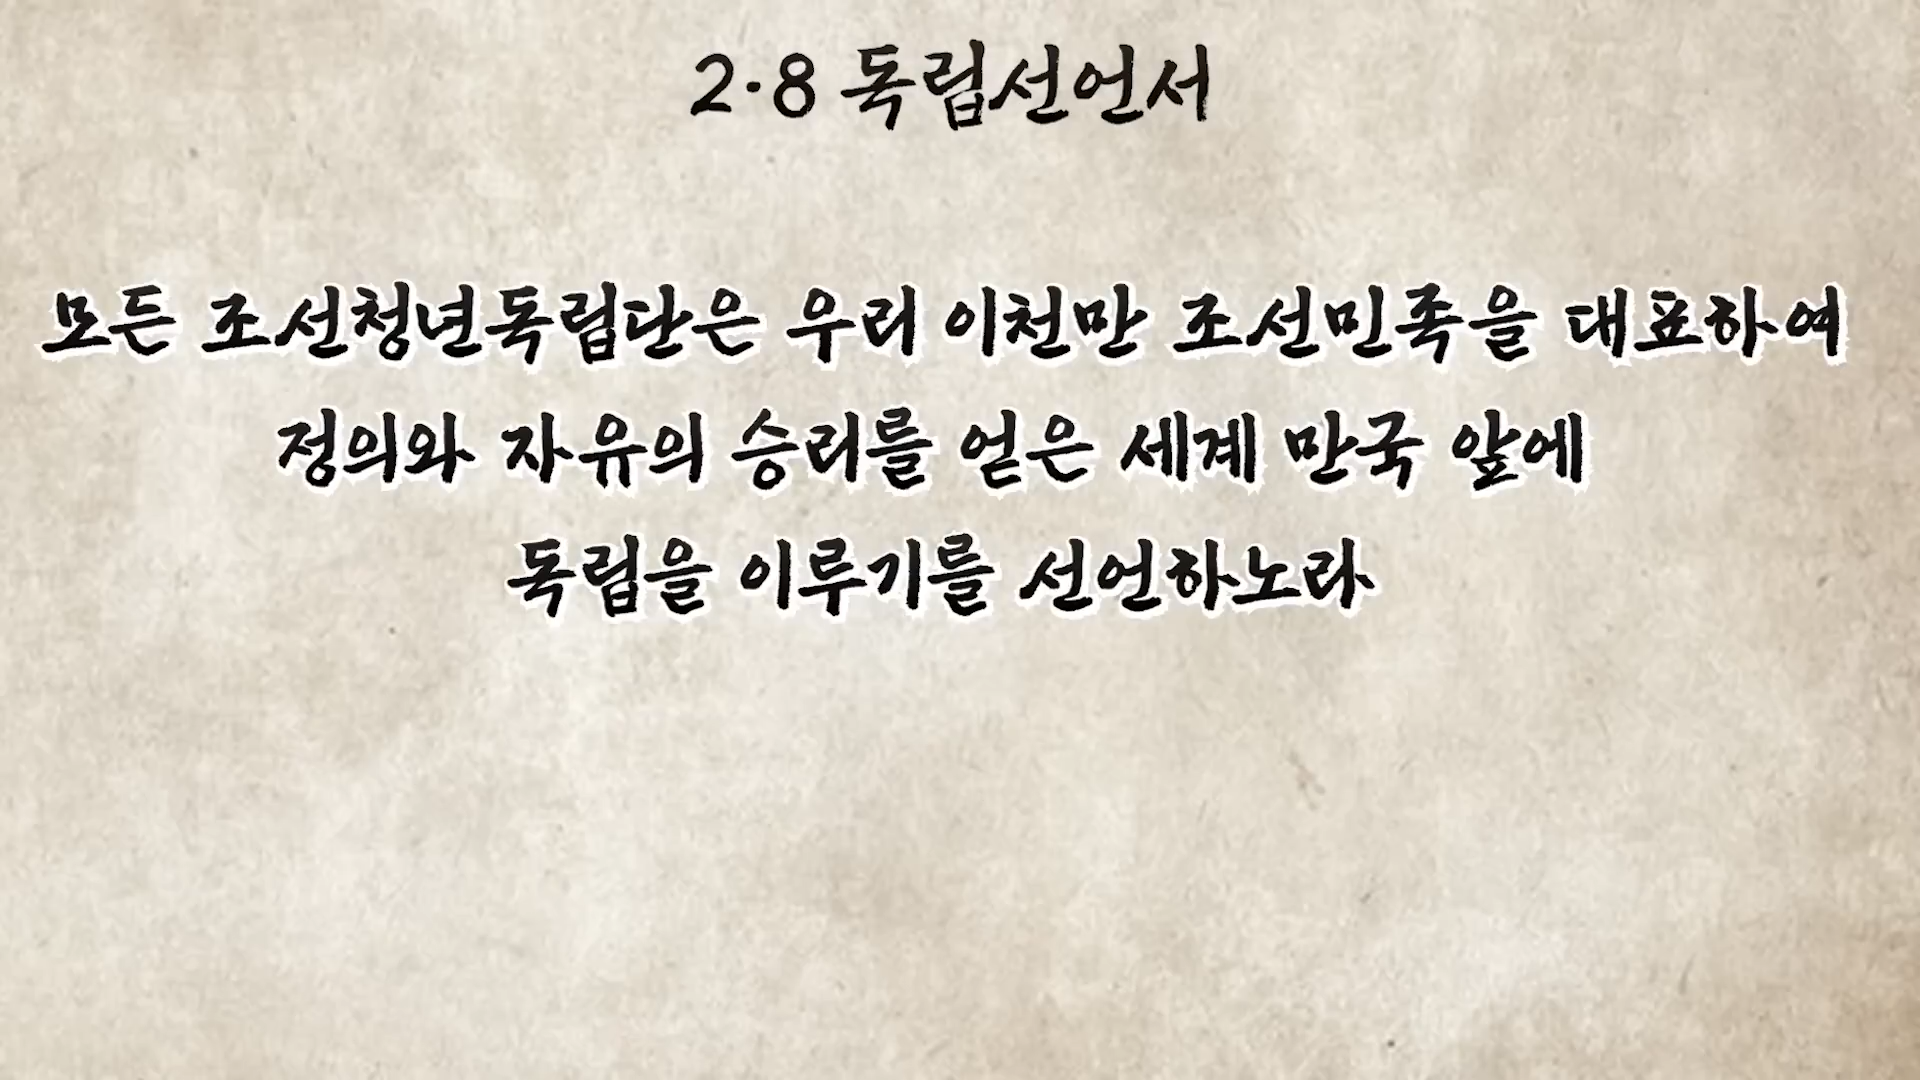 2·8 독립선언서
모든 조선청년독립단은 우리 이천만 조선민족을 대표하여
정의와 자유의 승리를 얻은 세계 만국 앞에
독립을 이루기를 선언하노라